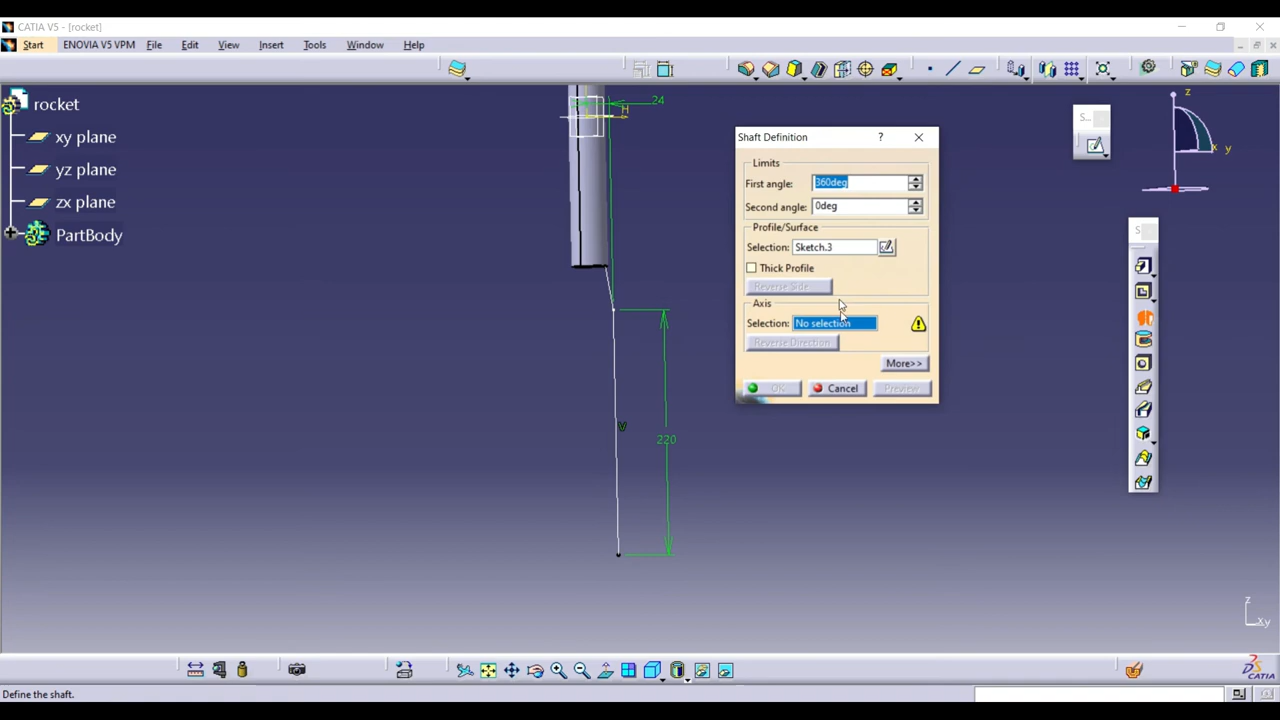 CATIA V5 - [rocket]
Start ENOVIA V5 VPM File Edit View Insert Tools Window Help
rocket
xy plane
yz plane
zx plane
PartBody
24
H
V
220
S...
z
x y
S
Shaft Definition ?
Limits
First angle: 360deg
Second angle: 0deg
Profile/Surface
Selection: Sketch.3
Thick Profile
Reverse Side
Axis
Selection: No selection
Reverse Direction
More>>
OK Cancel Preview
z
xy
CATIA
Define the shaft.